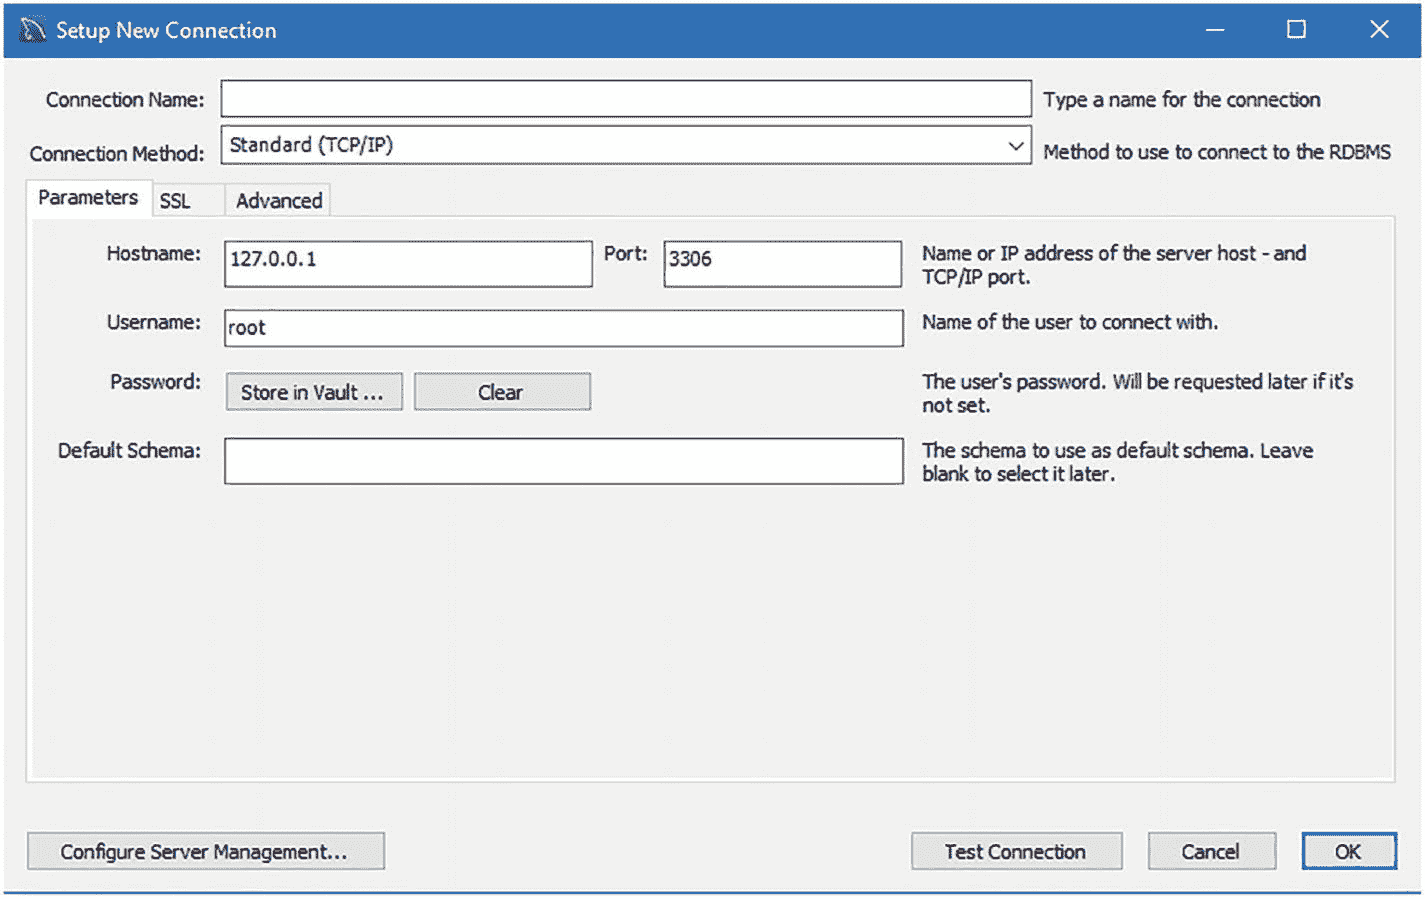 Setup New Connection
Connection Name:
Type a name for the connection
Connection Method: Standard (TCP/IP)
Method to use to connect to the RDBMS
Parameters SSL Advanced
Hostname: 127.0.0.1 Port: 3306
Name or IP address of the server host - and
TCP/IP port.
Username: root
Name of the user to connect with.
Password: Store in Vault ... Clear
The user's password. Will be requested later if it's
not set.
Default Schema:
The schema to use as default schema. Leave
blank to select it later.
Configure Server Management... Test Connection Cancel OK